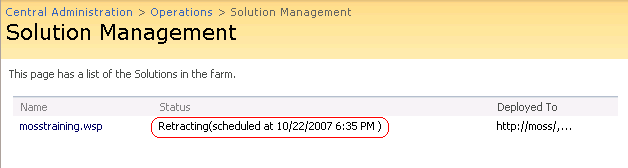 Central Administration > Operations > Solution Management
Solution Management
This page has a list of the Solutions in the farm.
Name Status Deployed To
mosstraining.wsp Retracting(scheduled at 10/22/2007 6:35 PM ) http://moss/,...